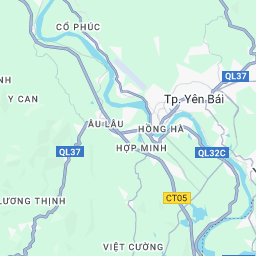 CỔ PHÚC
QL37
Y CAN
Tp. Yên Bái
ÂU LÂU
HỒNG HÀ
HỢP MINH
QL37
QL32C
LƯƠNG THỊNH
CT05
VIỆT CƯỜNG